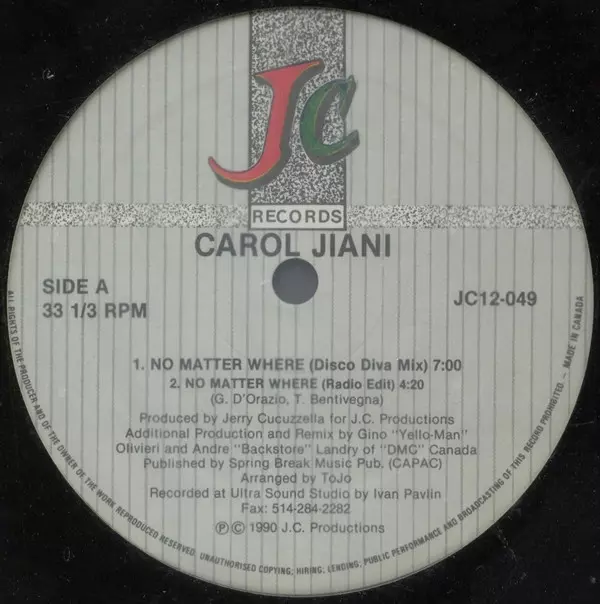 JC
RECORDS
CAROL JIANI
SIDE A
33 1/3 RPM
JC12-049
1. NO MATTER WHERE (Disco Diva Mix) 7:00
2. NO MATTER WHERE (Radio Edit) 4:20
(G. D'Orazio, T. Bentivegna)
Produced by Jerry Cucuzzella for J.C. Productions
Additional Production and Remix by Gino "Yello-Man"
Olivieri and Andre "Backstore" Landry of "DMC" Canada
Published by Spring Break Music Pub. (CAPAC)
Arranged by ToJo
Recorded at Ultra Sound Studio by Ivan Pavlin
Fax: 514-284-2282
Ⓟ © 1990 J.C. Productions
ALL RIGHTS OF THE PRODUCER AND OF THE OWNER OF THE WORK REPRODUCED RESERVED. UNAUTHORISED COPYING; HIRING; LENDING; PUBLIC PERFORMANCE AND BROADCASTING OF THIS RECORD PROHIBITED. – MADE IN CANADA